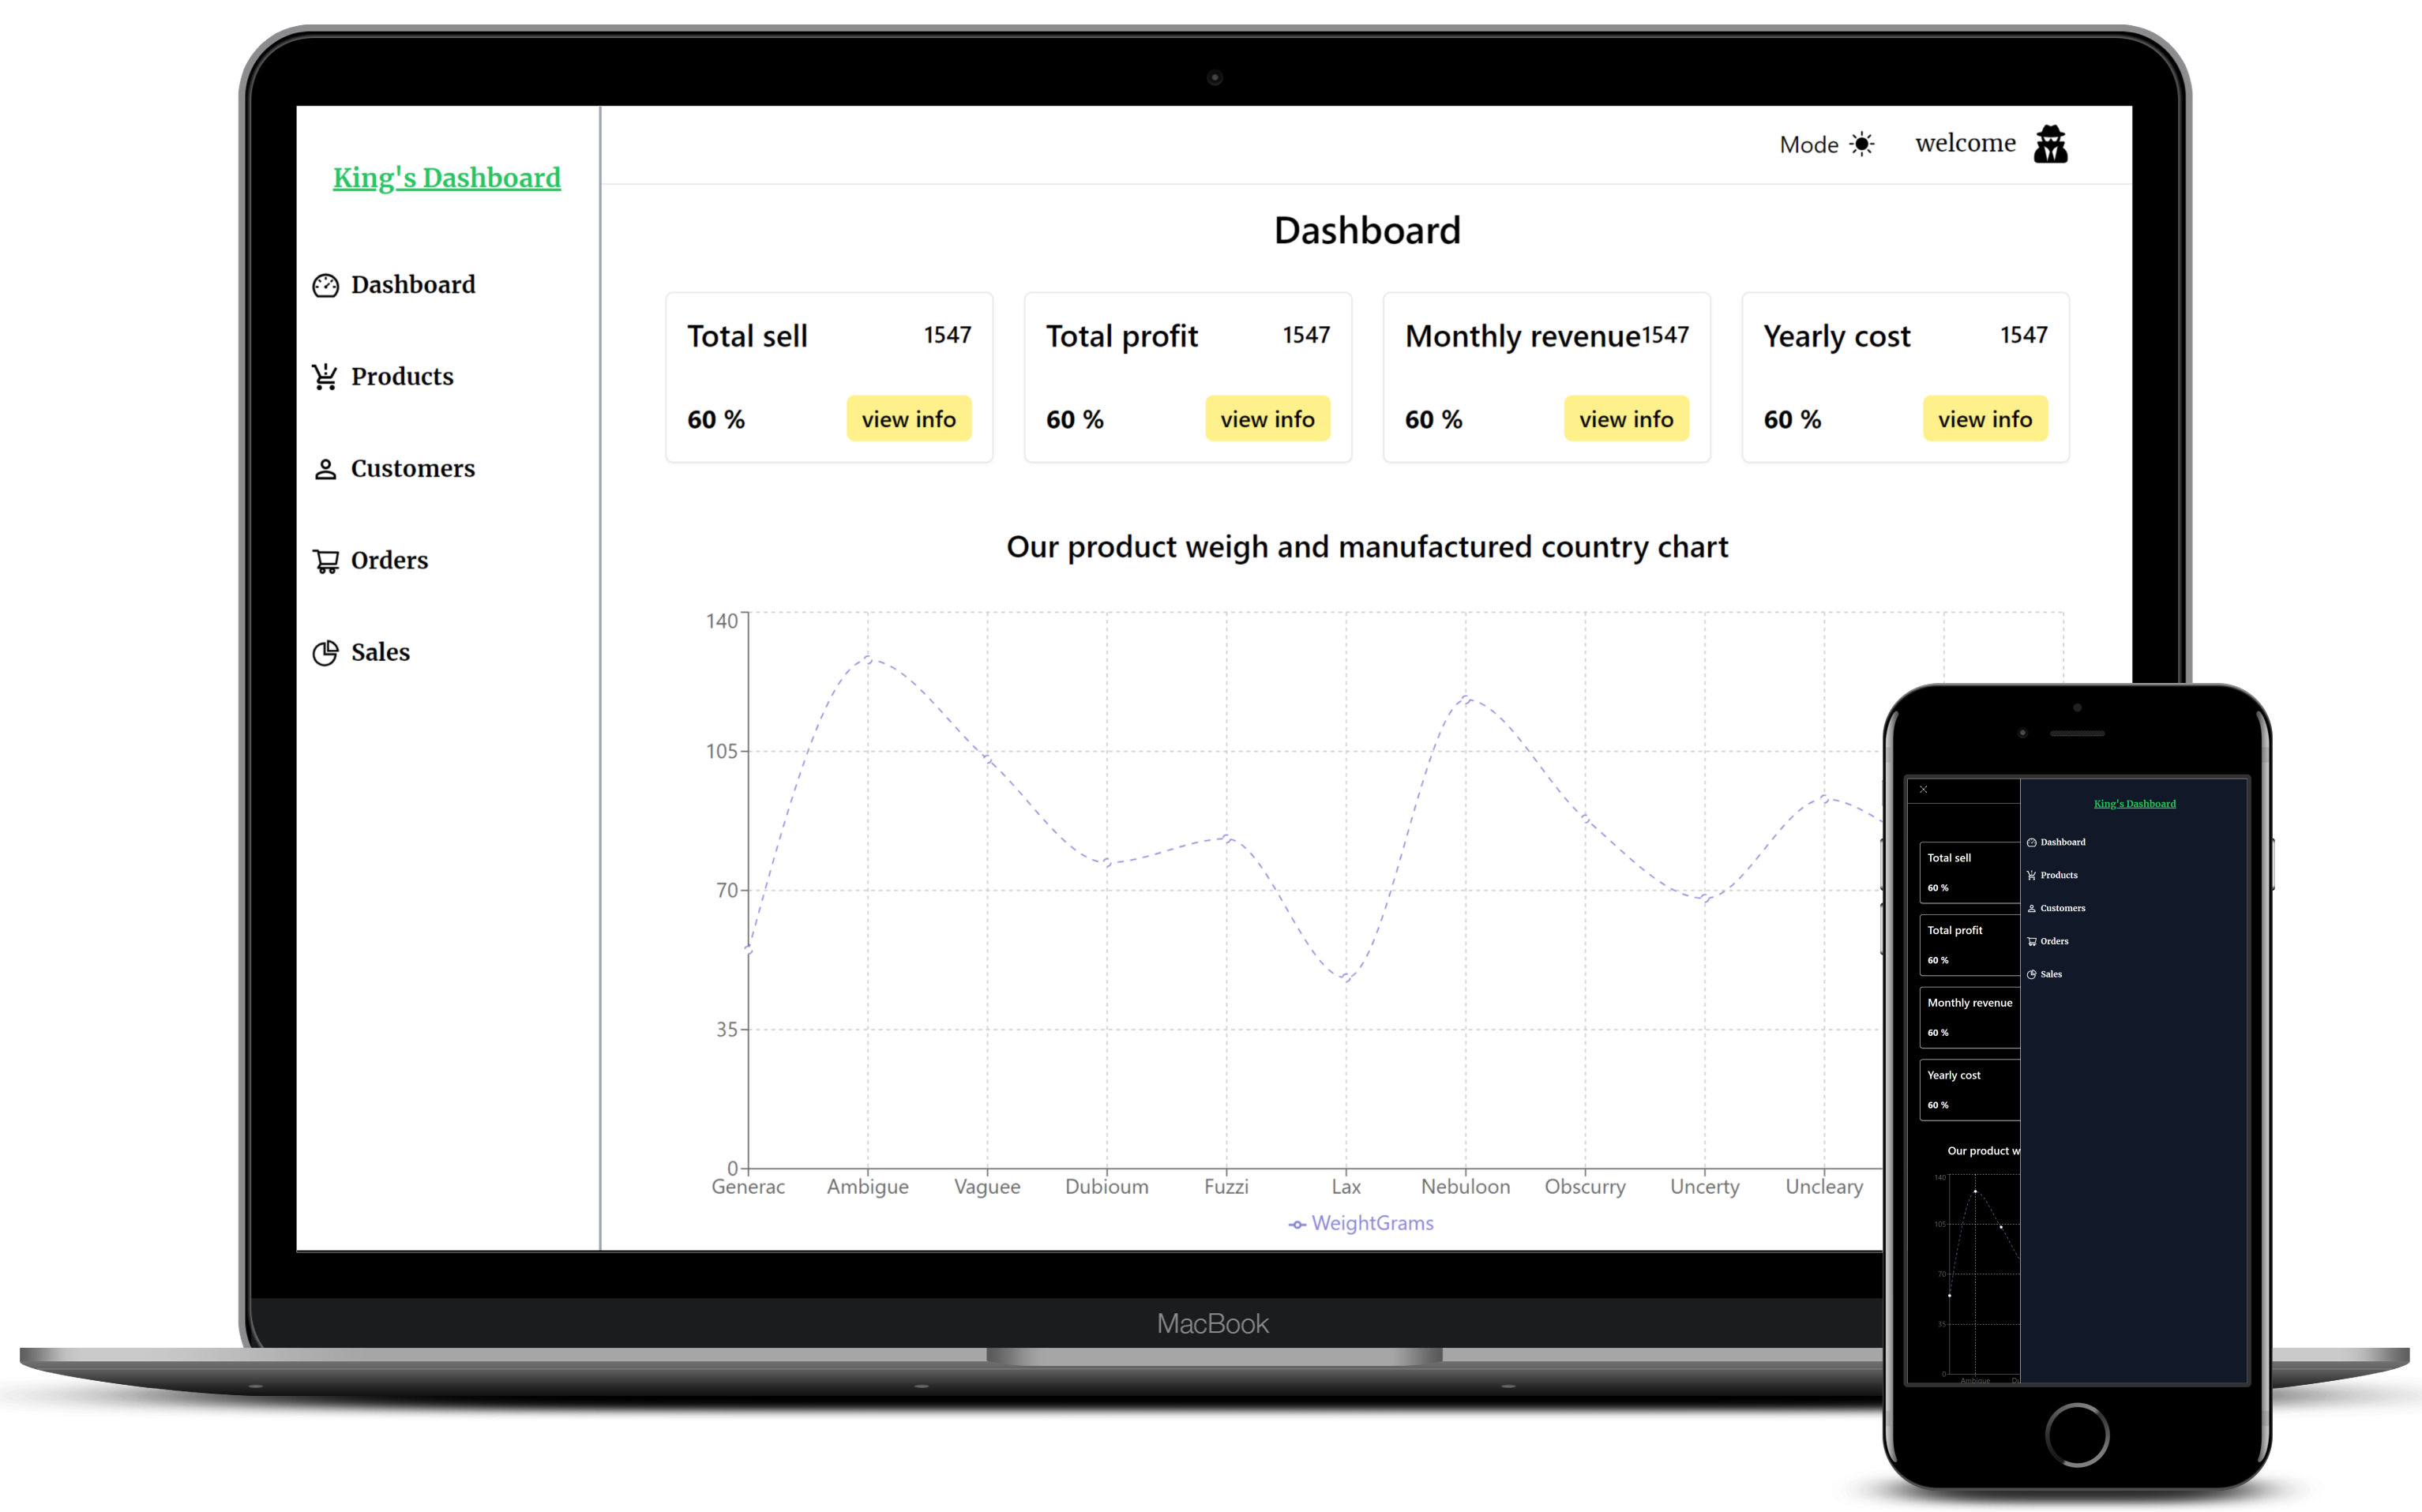 Mode welcome
King's Dashboard
Dashboard
Products
Customers
Orders
Sales
Dashboard
Total sell 1547
60 % view info
Total profit 1547
60 % view info
Monthly revenue 1547
60 % view info
Yearly cost 1547
60 % view info
Our product weigh and manufactured country chart
140
105
70
35
0
Generac Ambigue Vaguee Dubioum Fuzzi Lax Nebuloon Obscurry Uncerty Uncleary
WeightGrams
MacBook
King's Dashboard
Dashboard
Products
Customers
Orders
Sales
Total sell
60 %
Total profit
60 %
Monthly revenue
60 %
Yearly cost
60 %
Our product w
140
105
70
35
0
Ambigue Du